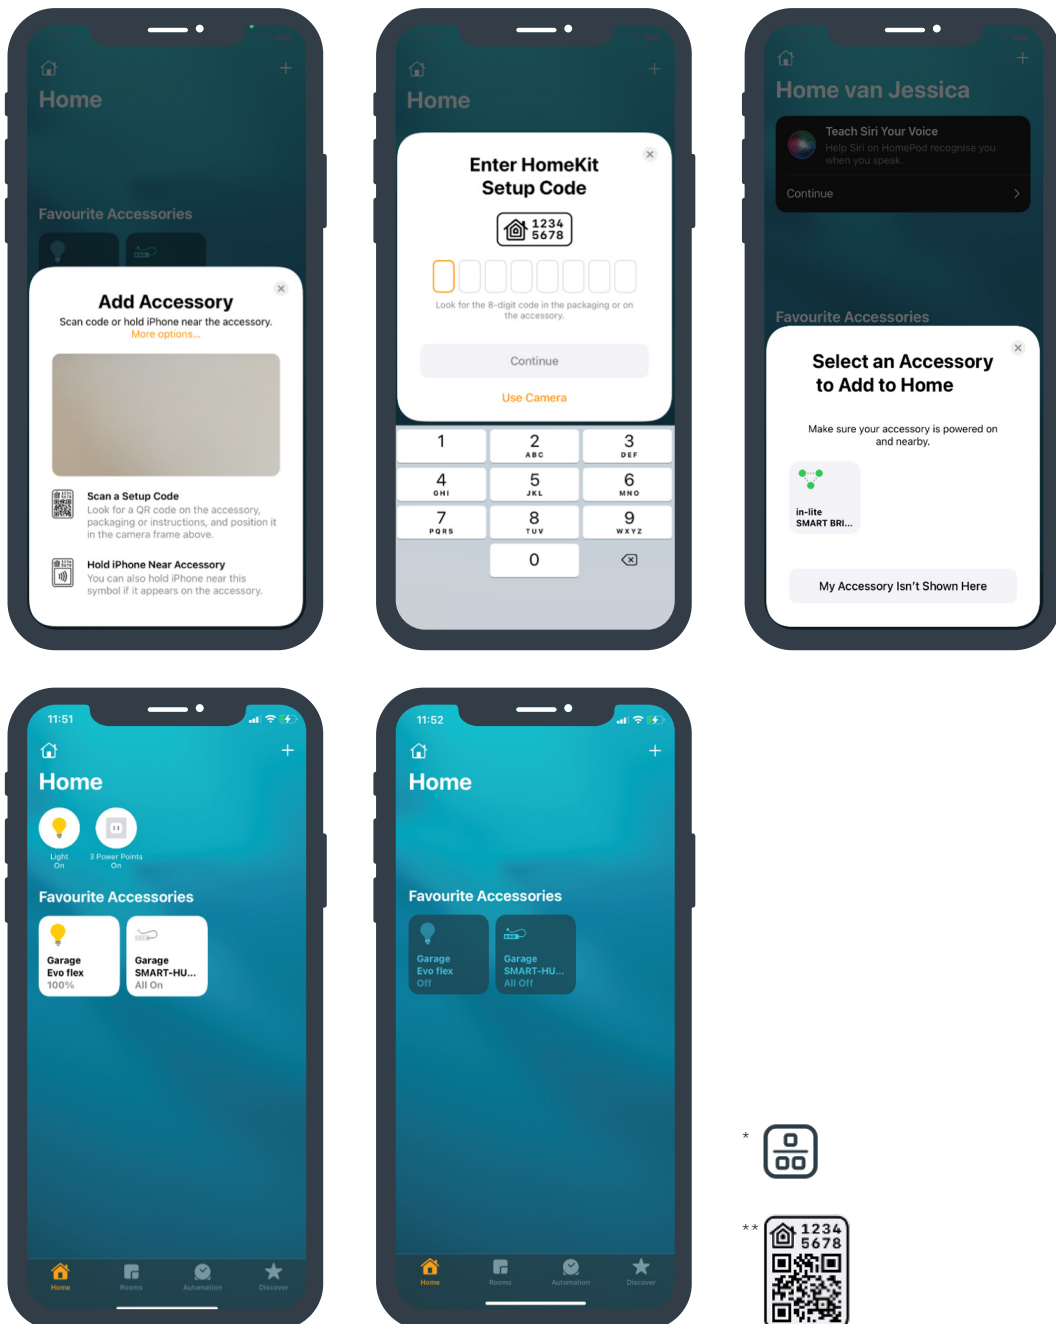 Home
Favourite Accessories
Add Accessory
Scan code or hold iPhone near the accessory.
More options...
Scan a Setup Code
Look for a QR code on the accessory,
packaging or instructions, and position it
in the camera frame above.
Hold iPhone Near Accessory
You can also hold iPhone near this
symbol if it appears on the accessory.
Home
Enter HomeKit
Setup Code
1234
5678
Look for the 8-digit code in the packaging or on
the accessory.
Continue
Use Camera
1 2 3
ABC DEF
4 5 6
GHI JKL MNO
7 8 9
PQRS TUV WXYZ
0
Home van Jessica
Teach Siri Your Voice
Help Siri on HomePod recognise you
when you speak.
Continue
Favourite Accessories
Select an Accessory
to Add to Home
Make sure your accessory is powered on
and nearby.
in-lite
SMART BRI...
My Accessory Isn't Shown Here
11:51
Home
Light 3 Power Points
On On
Favourite Accessories
Garage Garage
Evo flex SMART-HU...
100% All On
Home Rooms Automation Discover
11:52
Home
Favourite Accessories
Garage Garage
Evo flex SMART-HU...
Off All Off
Home Rooms Automation Discover
*
**
1234
5678